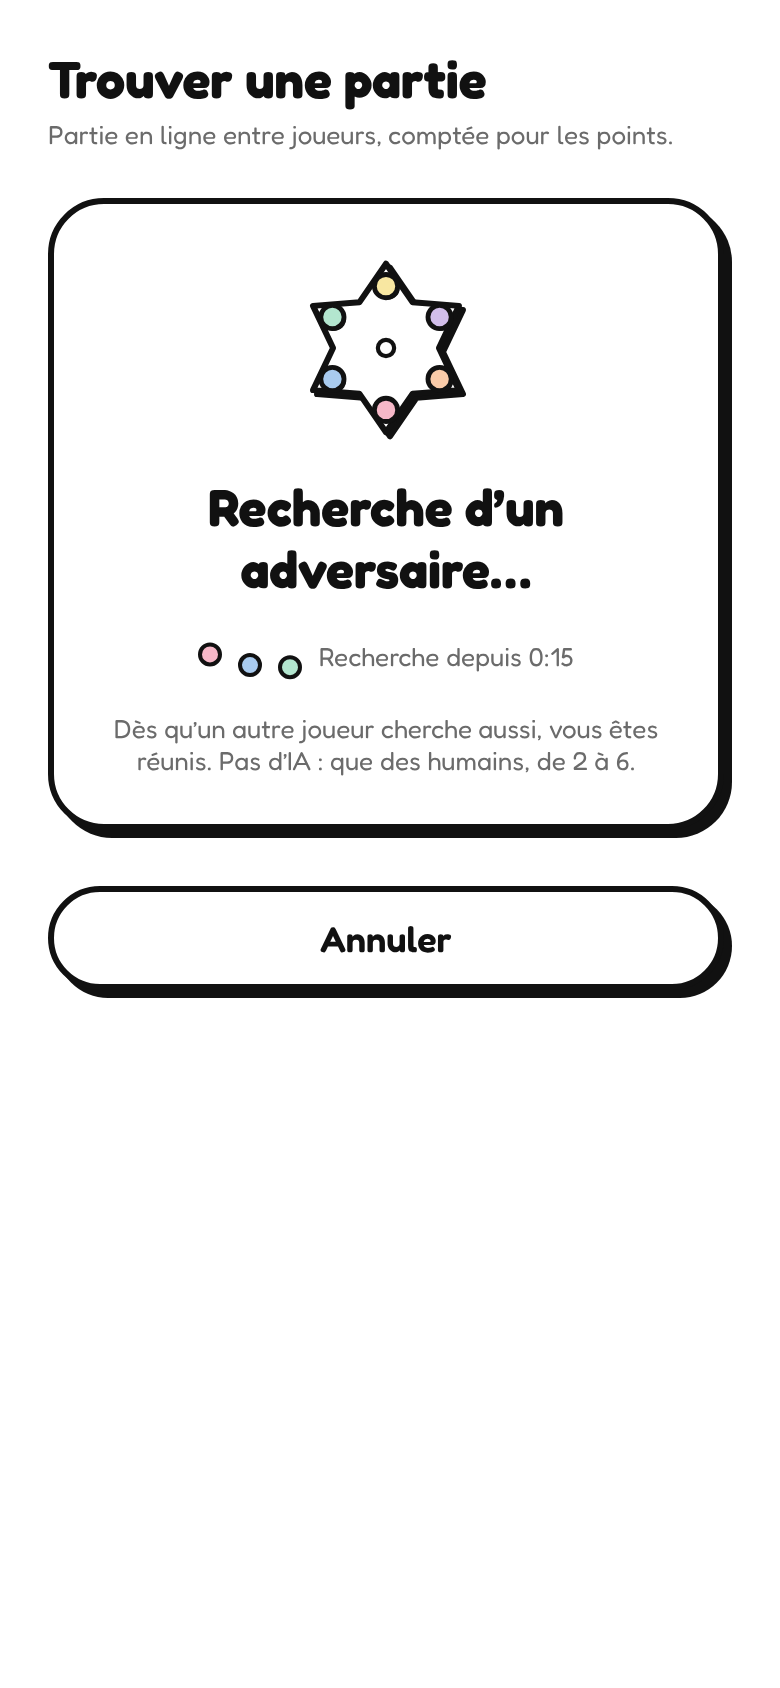 Trouver une partie
Partie en ligne entre joueurs, comptée pour les points.
Recherche d’un
adversaire...
Recherche depuis 0:15
Dès qu’un autre joueur cherche aussi, vous êtes
réunis. Pas d’IA : que des humains, de 2 à 6.
Annuler